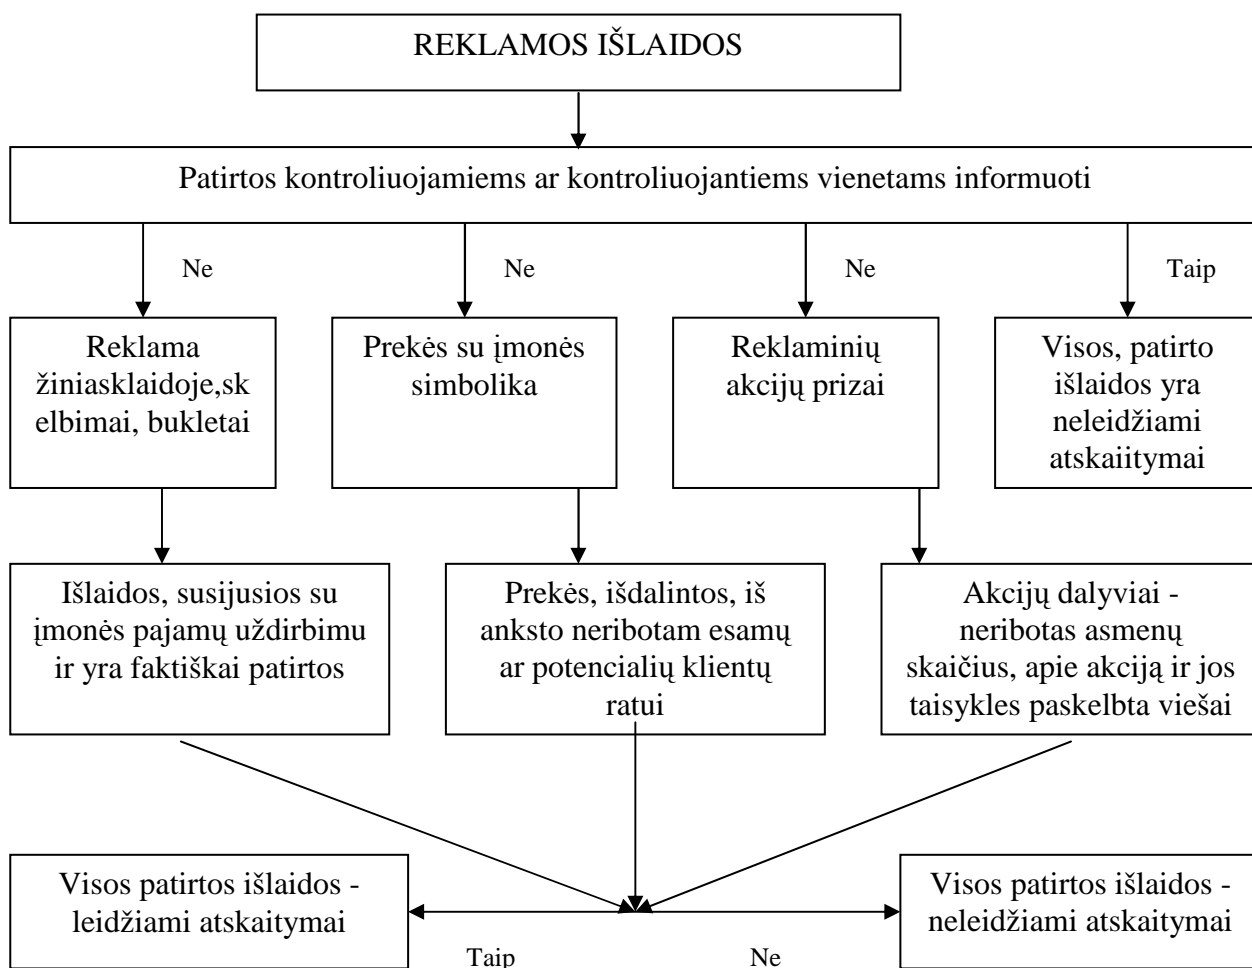 REKLAMOS IŠLAIDOS
Patirtos kontroliuojamiems ar kontroliuojantiems vienetams informuoti
Ne
Ne
Ne
Taip
Reklama
žiniasklaidoje,sk
elbimai, bukletai
Prekės su įmonės
simbolika
Reklaminių
akcijų prizai
Visos, patirto
išlaidos yra
neleidžiami
atskaiitymai
Išlaidos, susijusios su
įmonės pajamų uždirbimu
ir yra faktiškai patirtos
Prekės, išdalintos, iš
anksto neribotam esamų
ar potencialių klientų
ratui
Akcijų dalyviai -
neribotas asmenų
skaičius, apie akciją ir jos
taisykles paskelbta viešai
Visos patirtos išlaidos -
leidžiami atskaitymai
Visos patirtos išlaidos -
neleidžiami atskaitymai
Taip
Ne